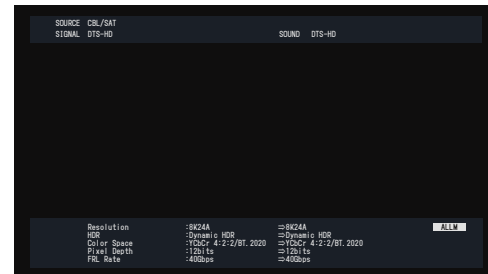 SOURCE CBL/SAT
SIGNAL DTS-HD SOUND DTS-HD
Resolution :8K24A ⇒8K24A ALLM
HDR :Dynamic HDR ⇒Dynamic HDR
Color Space :YCbCr 4:2:2/BT.2020 ⇒YCbCr 4:2:2/BT.2020
Pixel Depth :12bits ⇒12bits
FRL Rate :40Gbps ⇒40Gbps